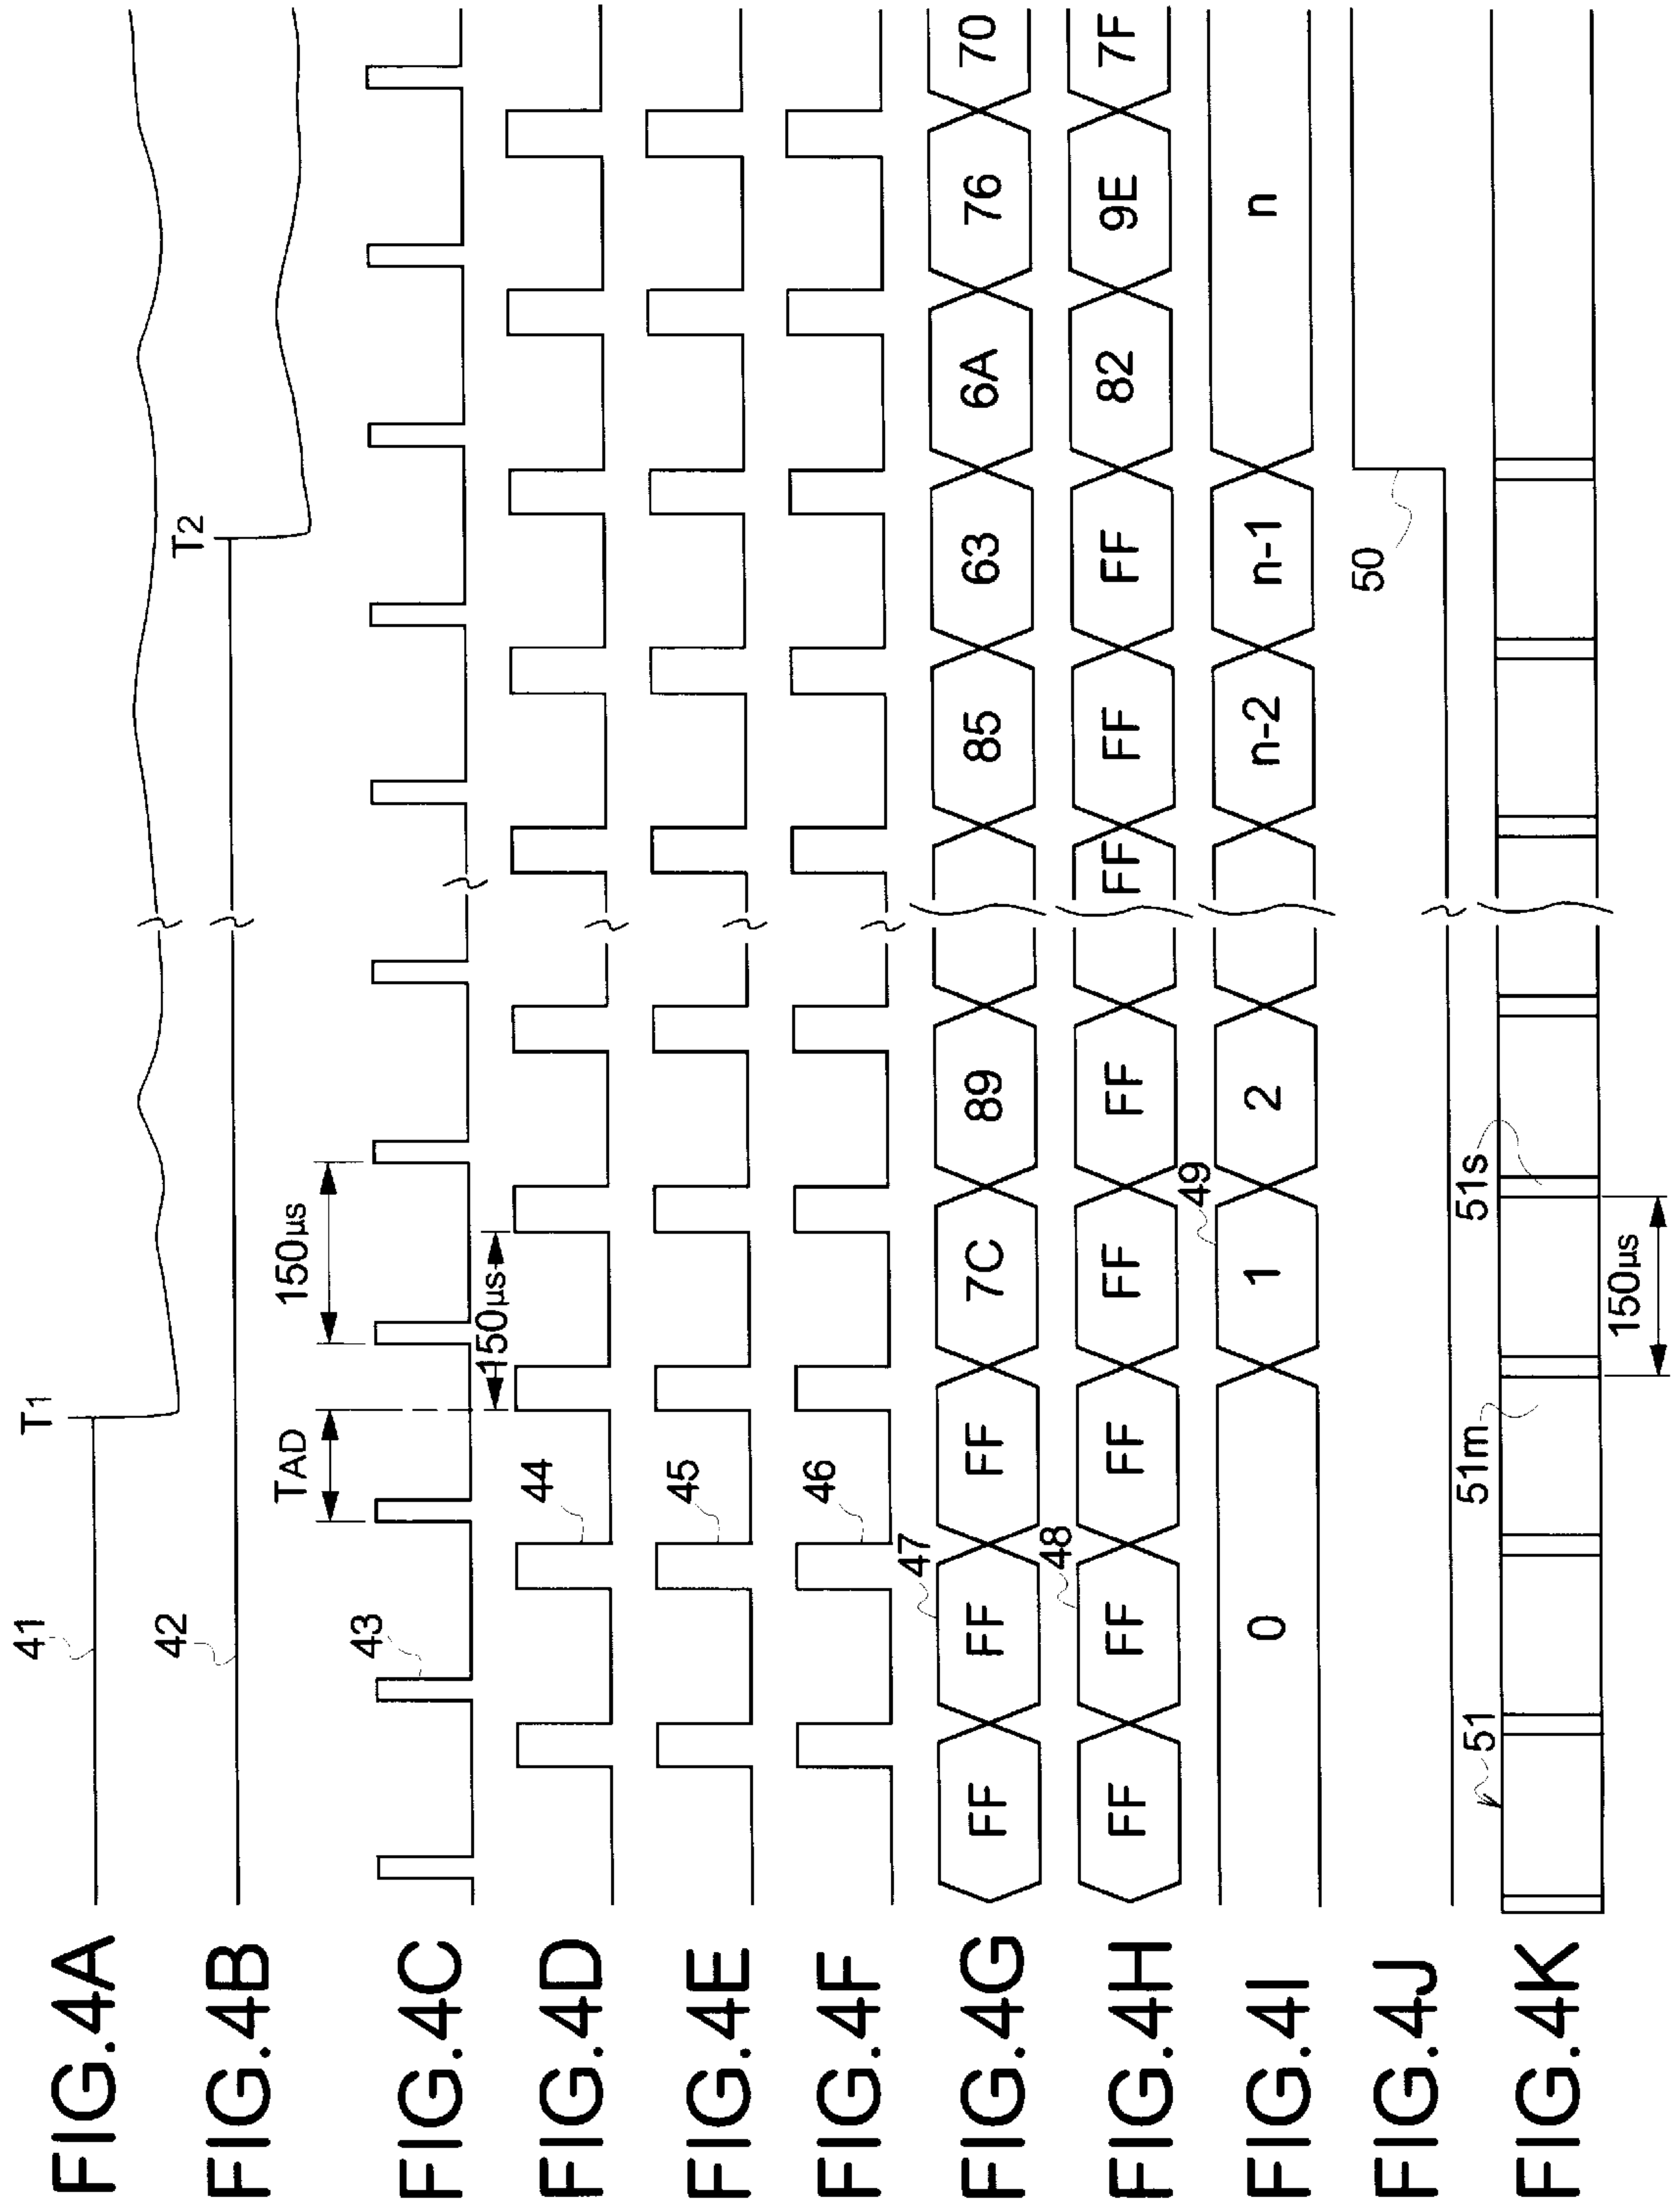 FIG.4A
41
T1
FIG.4B
42
T2
FIG.4C
43
TAD
150µs
FIG.4D
44
150µs
FIG.4E
45
FIG.4F
46
FIG.4G
47
FF FF FF 7C 89 85 63 6A 76 70
FIG.4H
48
FF FF FF FF FF FF FF FF 82 9E 7F
FIG.4I
49
0 1 2 n-2 n-1 n
FIG.4J
50
FIG.4K
51
51m
51s
150µs